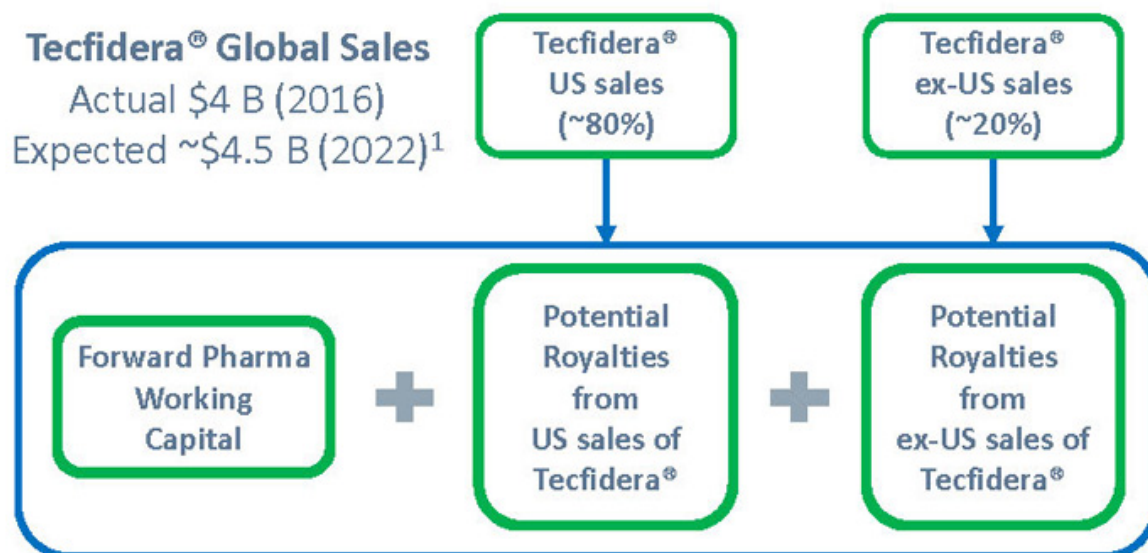 Tecfidera® Global Sales
Actual $4 B (2016)
Expected ~$4.5 B (2022)¹
Tecfidera®
US sales
(~80%)
Tecfidera®
ex-US sales
(~20%)
Forward Pharma
Working
Capital
Potential
Royalties
from
US sales of
Tecfidera®
Potential
Royalties
from
ex-US sales of
Tecfidera®